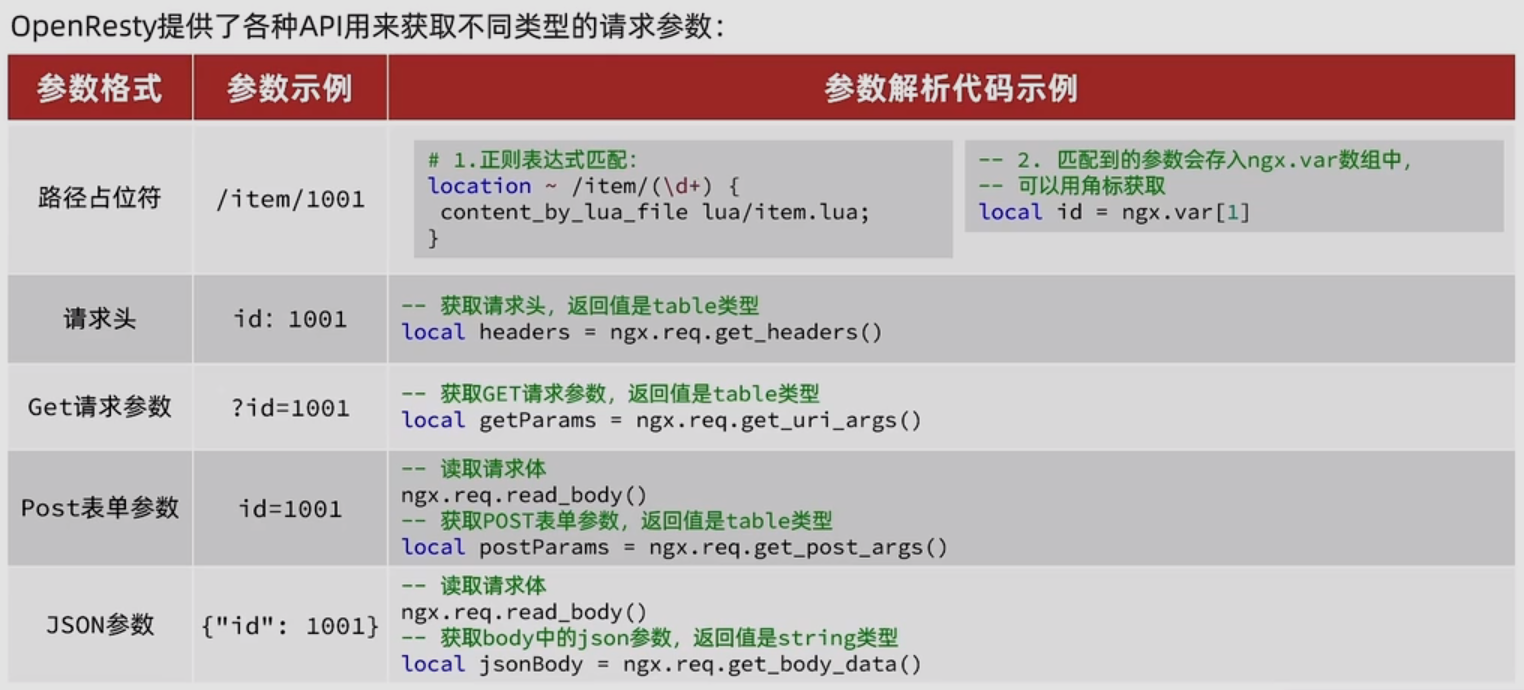 OpenResty提供了各种API用来获取不同类型的请求参数：
参数格式 参数示例 参数解析代码示例
路径占位符 /item/1001
# 1.正则表达式匹配：
location ~ /item/(\d+) {
content_by_lua_file lua/item.lua;
}
-- 2. 匹配到的参数会存入ngx.var数组中，
-- 可以用角标获取
local id = ngx.var[1]
请求头 id：1001
-- 获取请求头，返回值是table类型
local headers = ngx.req.get_headers()
Get请求参数 ?id=1001
-- 获取GET请求参数，返回值是table类型
local getParams = ngx.req.get_uri_args()
Post表单参数 id=1001
-- 读取请求体
ngx.req.read_body()
-- 获取POST表单参数，返回值是table类型
local postParams = ngx.req.get_post_args()
JSON参数 {"id": 1001}
-- 读取请求体
ngx.req.read_body()
-- 获取body中的json参数，返回值是string类型
local jsonBody = ngx.req.get_body_data()